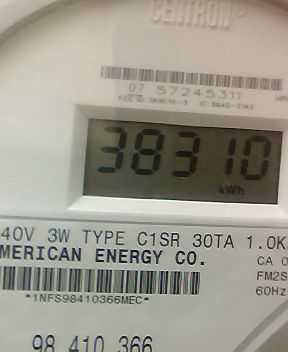 CENTRON®
07 57245311
38310
kWh
40V 3W TYPE C1SR 30TA 1.0K
MERICAN ENERGY CO.
CA 0
FM2S
60Hz
*1NFS98410366MEC*
98 410 366